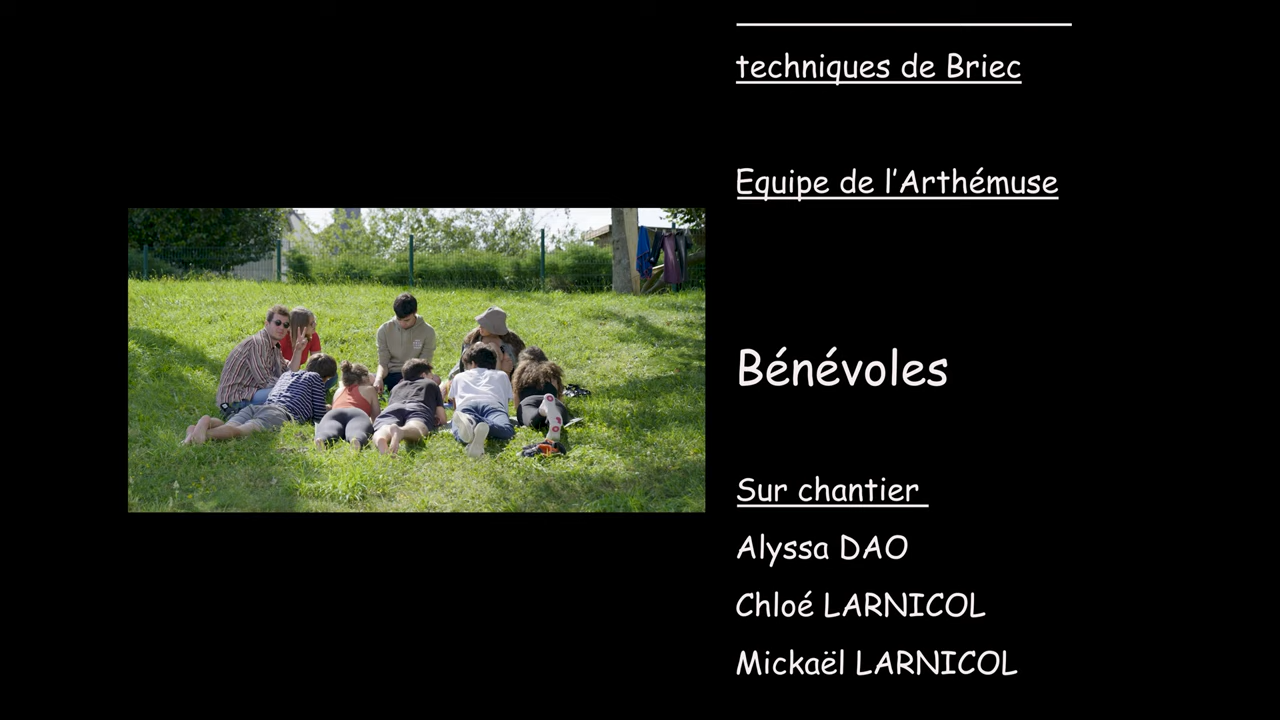 techniques de Briec
Equipe de l'Arthémuse
Bénévoles
Sur chantier
Alyssa DAO
Chloé LARNICOL
Mickaël LARNICOL